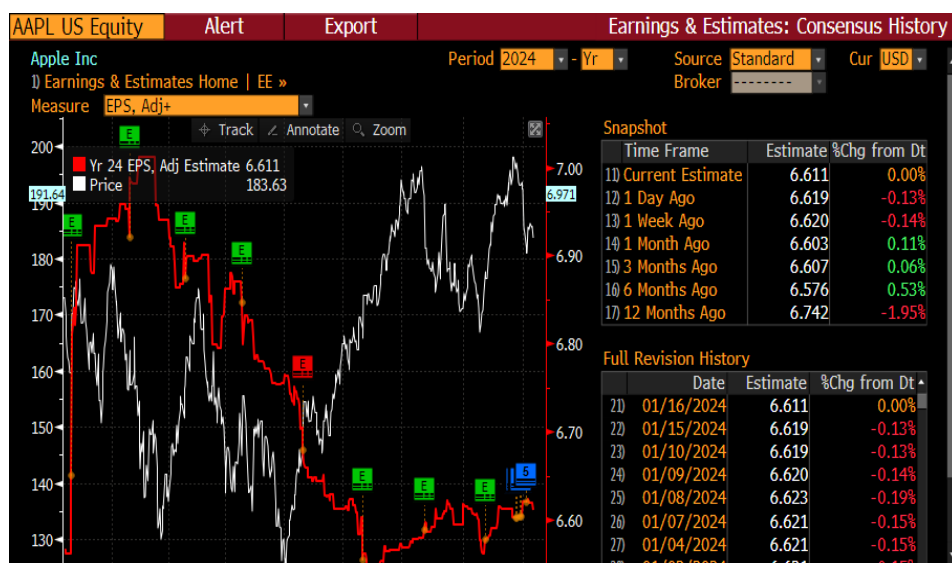 AAPL US Equity Alert Export Earnings & Estimates: Consensus History
Apple Inc Period 2024 - Yr Source Standard Cur USD
1) Earnings & Estimates Home | EE » Broker --------
Measure EPS, Adj+
Track Annotate Zoom
Yr 24 EPS, Adj Estimate 6.611
Price 183.63
200
191.64
190
180
170
160
150
140
130
7.00
6.971
6.90
6.80
6.70
6.60
E
E
E
E
E
E
E
E
5
Snapshot
Time Frame Estimate %Chg from Dt
11) Current Estimate 6.611 0.00%
12) 1 Day Ago 6.619 -0.13%
13) 1 Week Ago 6.620 -0.14%
14) 1 Month Ago 6.603 0.11%
15) 3 Months Ago 6.607 0.06%
16) 6 Months Ago 6.576 0.53%
17) 12 Months Ago 6.742 -1.95%
Full Revision History
Date Estimate %Chg from Dt
21) 01/16/2024 6.611 0.00%
22) 01/15/2024 6.619 -0.13%
23) 01/10/2024 6.619 -0.13%
24) 01/09/2024 6.620 -0.14%
25) 01/08/2024 6.623 -0.19%
26) 01/07/2024 6.621 -0.15%
27) 01/04/2024 6.621 -0.15%